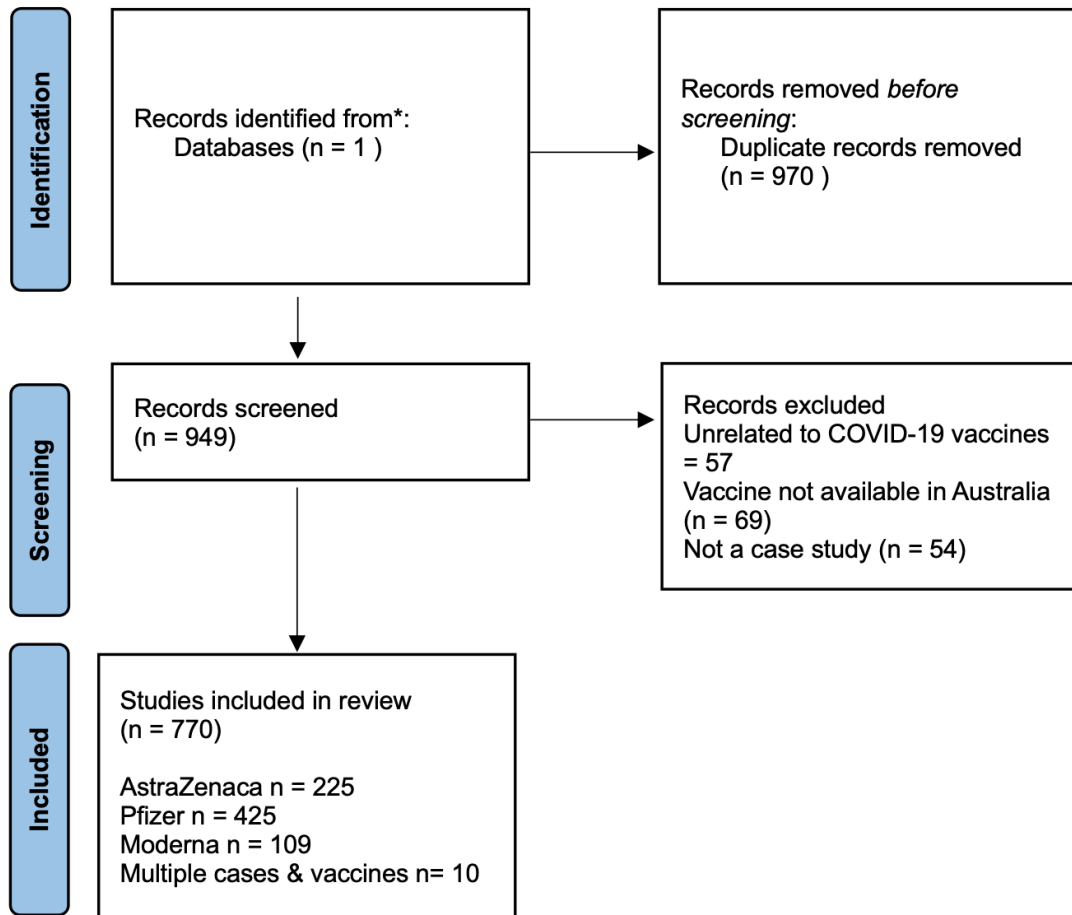 Identification
Records identified from*:
Databases (n = 1 )
Records removed before
screening:
Duplicate records removed
(n = 970 )
Screening
Records screened
(n = 949)
Records excluded
Unrelated to COVID-19 vaccines
= 57
Vaccine not available in Australia
(n = 69)
Not a case study (n = 54)
Included
Studies included in review
(n = 770)
AstraZenaca n = 225
Pfizer n = 425
Moderna n = 109
Multiple cases & vaccines n= 10